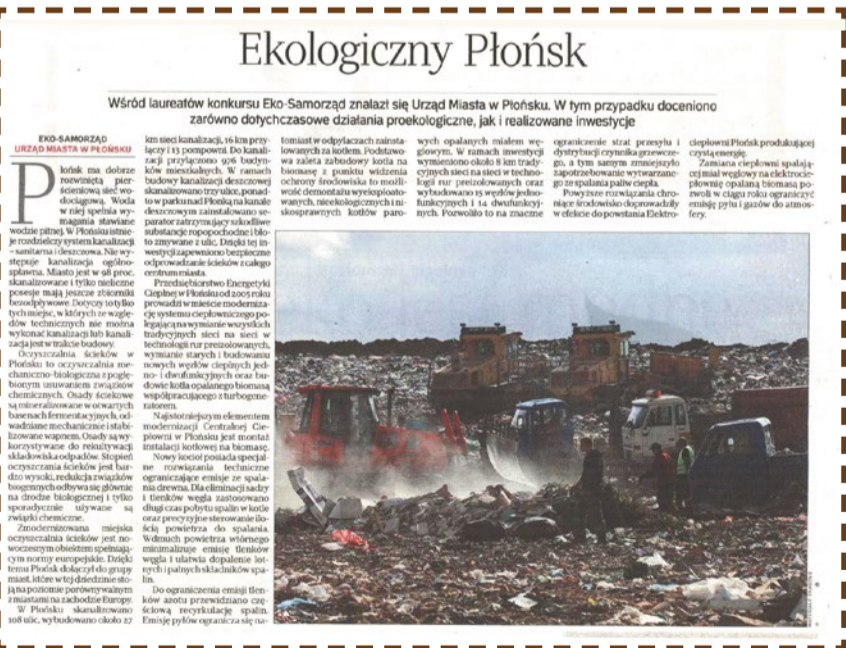 Ekologiczny Płońsk
Wśród laureatów konkursu Eko-Samorząd znalazł się Urząd Miasta w Płońsku. W tym przypadku doceniono
zarówno dotychczasowe działania proekologiczne, jak i realizowane inwestycje
EKO-SAMORZĄD
URZĄD MIASTA W PŁOŃSKU
Płońsk ma dobrze
rozwiniętą pier-
ścieniową sieć wo-
dociągową. Woda
w niej spełnia wy-
magania stawiane
wodzie pitnej. W Płońsku istnie-
je rozdzielczy system kanalizacji
– sanitarna i deszczowa. Nie wy-
stępuje kanalizacja ogólno-
spławna. Miasto jest w 98 proc.
skanalizowane i tylko nieliczne
posesje mają jeszcze zbiorniki
bezodpływowe. Dotyczy to tylko
tych miejsc, w których ze wzglę-
dów technicznych nie można
wykonać kanalizacji lub kanali-
zacja jest w trakcie budowy.
Oczyszczalnia ścieków w
Płońsku to oczyszczalnia me-
chaniczno-biologiczna z pogłę-
bionym usuwaniem związków
chemicznych. Osady ściekowe
są mineralizowane w otwartych
basenach fermentacyjnych, od-
wadniane mechanicznie i stabi-
lizowane wapnem. Osady są wy-
korzystywane do rekultywacji
składowiska odpadów. Stopień
oczyszczania ścieków jest bar-
dzo wysoki, redukcja związków
biogennych odbywa się głównie
na drodze biologicznej i tylko
sporadycznie używane są
związki chemiczne.
Zmodernizowana miejska
oczyszczalnia ścieków jest no-
woczesnym obiektem spełniają-
cym normy europejskie. Dzięki
temu Płońsk dołączył do grupy
miast, które w tej dziedzinie sto-
ją na poziomie porównywalnym
z miastami na zachodzie Europy.
W Płońsku skanalizowano
108 ulic, wybudowano około 27
km sieci kanalizacji, 16 km przy-
łączy i 13 pompowni. Do kanali-
zacji przyłączono 976 budyn-
ków mieszkalnych. W ramach
budowy kanalizacji deszczowej
skanalizowano trzy ulice, ponad-
to w parku nad Płonką na kanale
deszczowym zainstalowano se-
parator zatrzymujący szkodliwe
substancje ropopochodne i bło-
to zmywane z ulic. Dzięki tej in-
westycji zapewniono bezpieczne
odprowadzanie ścieków z całego
centrum miasta.
Przedsiębiorstwo Energetyki
Cieplnej w Płońsku od 2005 roku
prowadzi w mieście moderniza-
cję systemu ciepłowniczego po-
legającą na wymianie wszystkich
tradycyjnych sieci na sieci w
technologii rur preizolowanych,
wymianie starych i budowaniu
nowych węzłów cieplnych jed-
no- i dwufunkcyjnych oraz bu-
dowie kotła opalanego biomasą
współpracującego z turbogene-
ratorem.
Najistotniejszym elementem
modernizacji Centralnej Cie-
płowni w Płońsku jest montaż
instalacji kotłowej na biomasę.
Nowy kocioł posiada specjal-
ne rozwiązania techniczne
ograniczające emisje ze spala-
nia drewna. Dla eliminacji sadzy
i tlenków węgla zastosowano
długi czas pobytu spalin w kotle
oraz precyzyjne sterowanie ilo-
ścią powietrza do spalania.
Wdmuch powietrza wtórnego
minimalizuje emisję tlenków
węgla i ułatwia dopalenie lot-
nych i palnych składników spa-
lin.
Do ograniczenia emisji tlen-
ków azotu przewidziano czę-
ściową recyrkulację spalin.
Emisję pyłów ogranicza się na-
tomiast w odpylaczach zainsta-
lowanych za kotłem. Podstawo-
wa zaleta zabudowy kotła na
biomasę z punktu widzenia
ochrony środowiska to możli-
wość demontażu wyeksploato-
wanych, nieekologicznych i ni-
skosprawnych kotłów paro-
wych opalanych miałem wę-
glowym. W ramach inwestycji
wymieniono około 8 km trady-
cyjnych sieci na sieci w techno-
logii rur preizolowanych oraz
wybudowano 15 węzłów jedno-
funkcyjnych i 14 dwufunkcyj-
nych. Pozwoliło to na znaczne
ograniczenie strat przesyłu i
dystrybucji czynnika grzewcze-
go, a tym samym zmniejszyło
zapotrzebowanie wytwarzane-
go ze spalania paliw ciepła.
Powyższe rozwiązania chro-
niące środowisko doprowadziły
w efekcie do powstania Elektro-
ciepłowni Płońsk produkującej
czystą energię.
Zamiana ciepłowni spalają-
cej miał węglowy na elektrocie-
płownię opalaną biomasą po-
zwoli w ciągu roku ograniczyć
emisję pyłu i gazów do atmos-
fery.